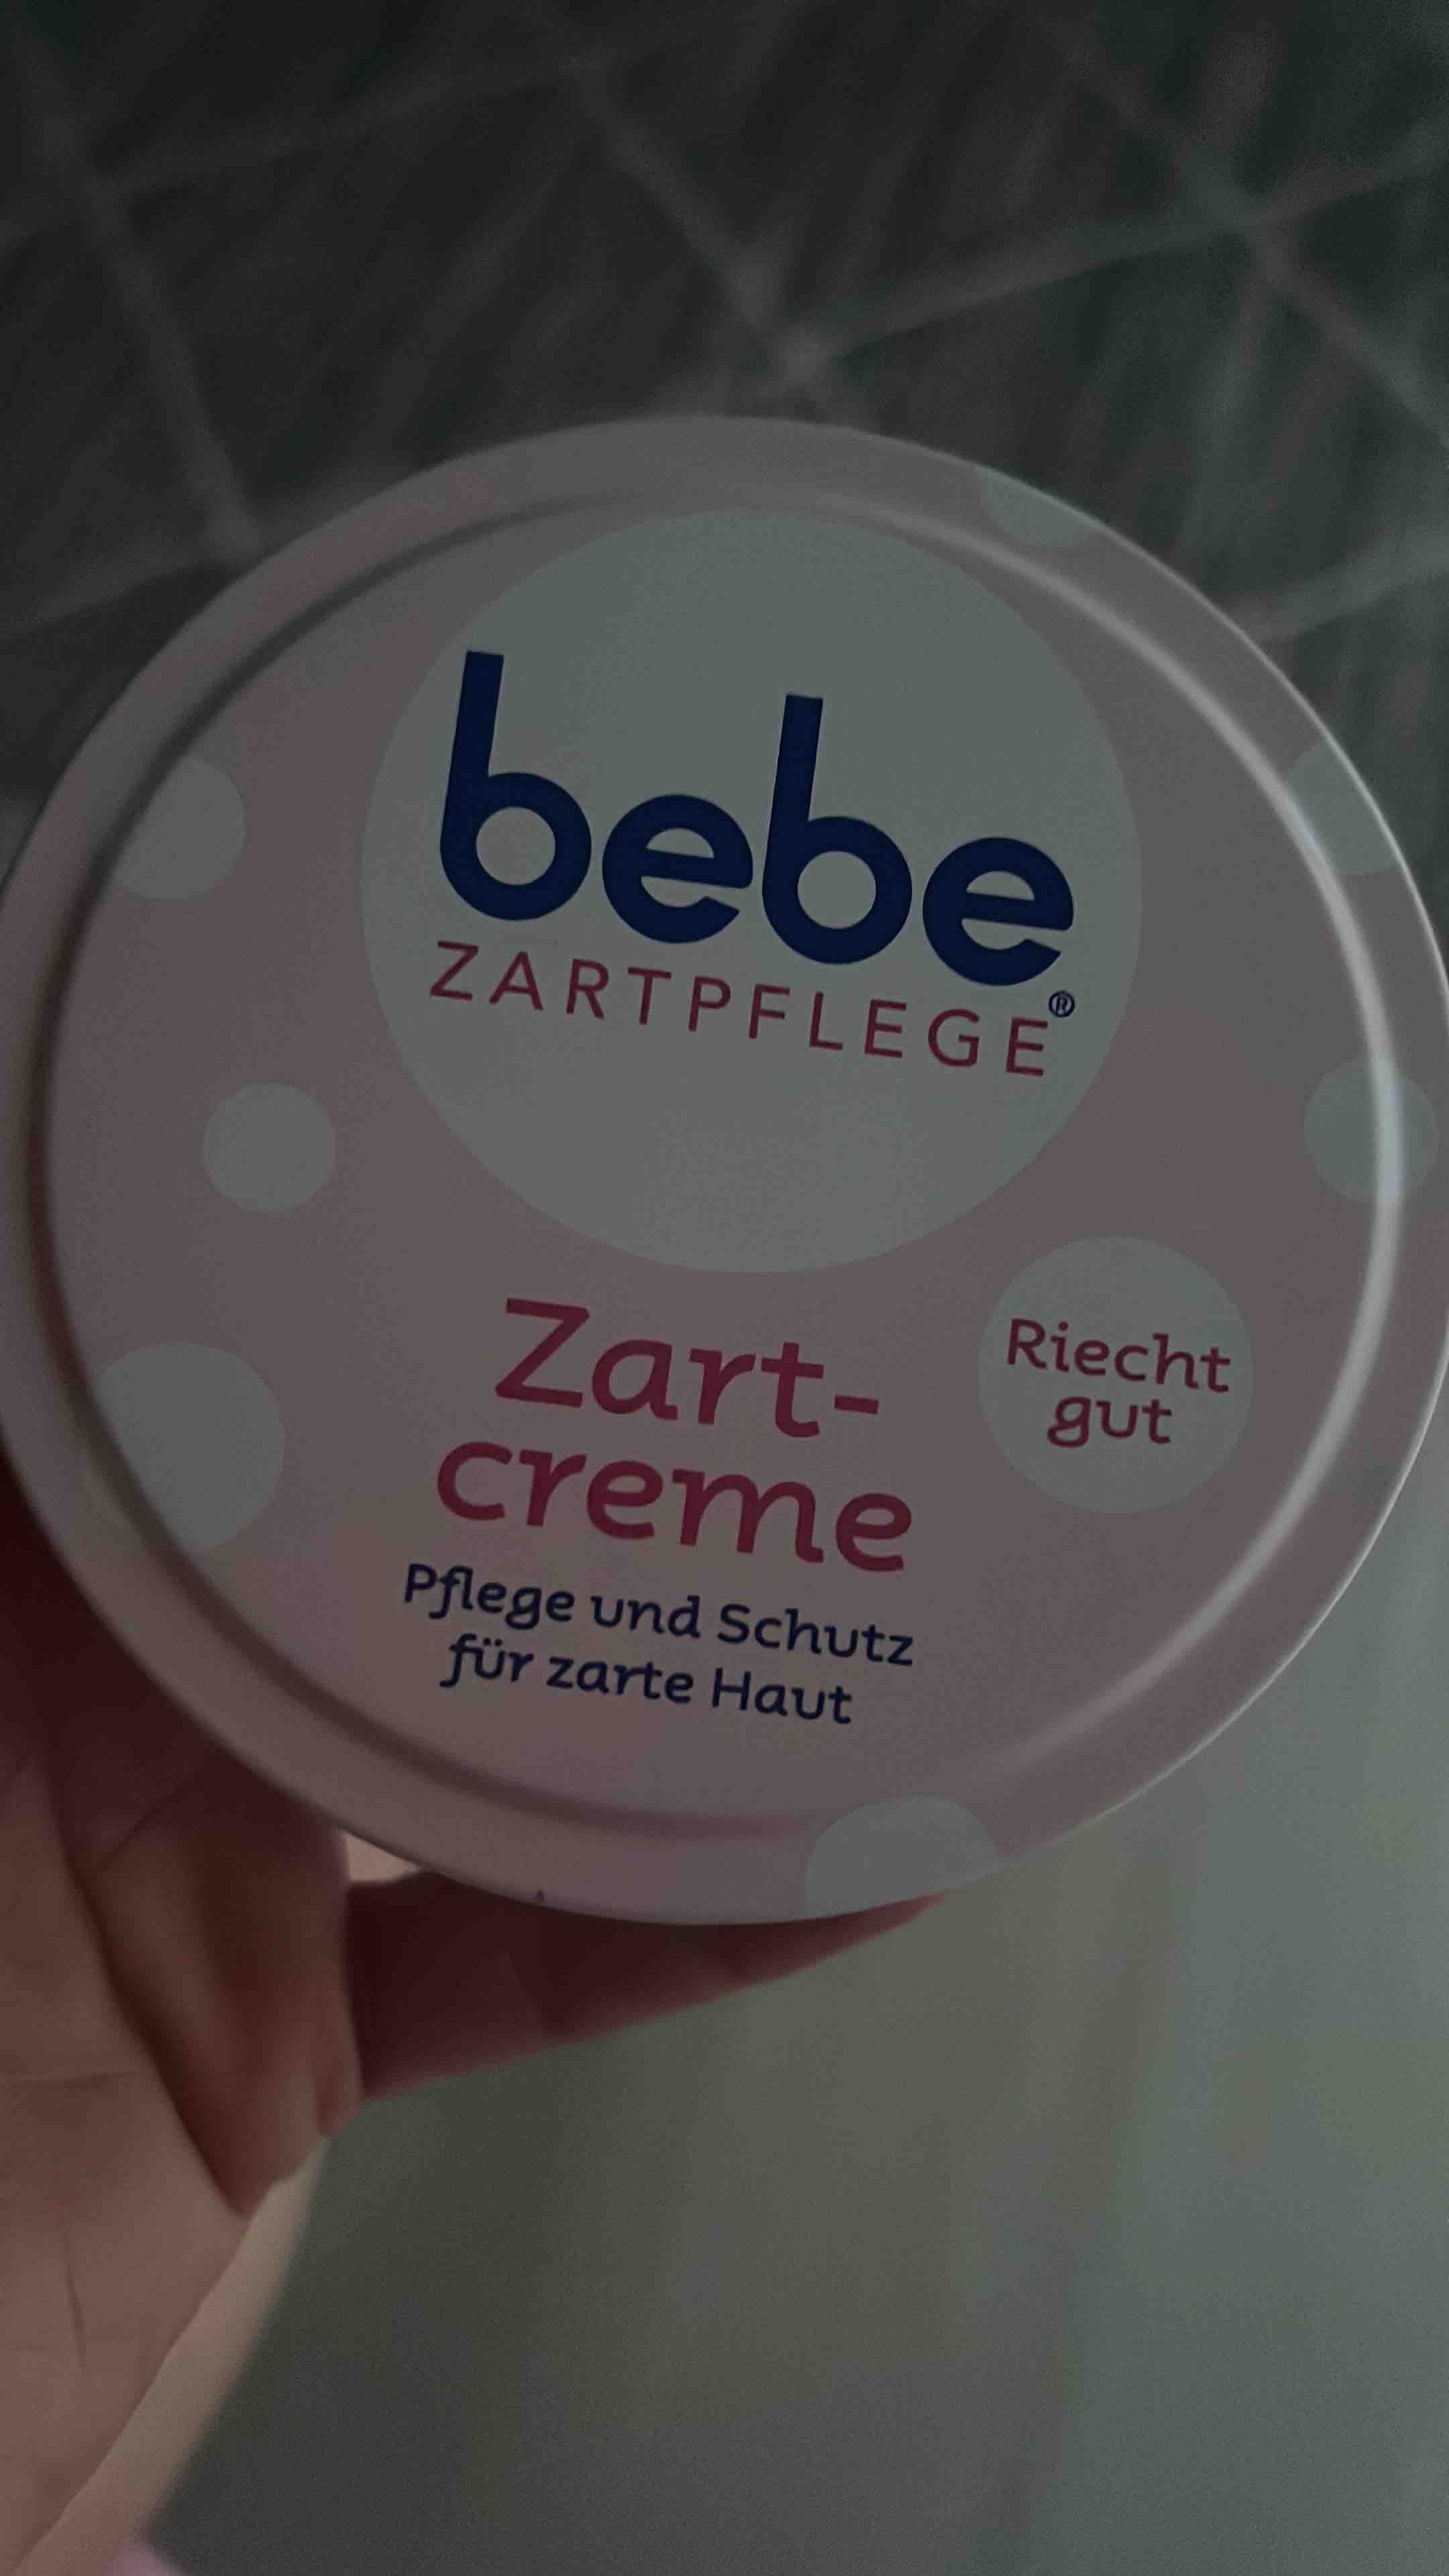 bebe®
ZARTPFLEGE
Zart-
creme
Riecht
gut
Pflege und Schutz
für zarte Haut